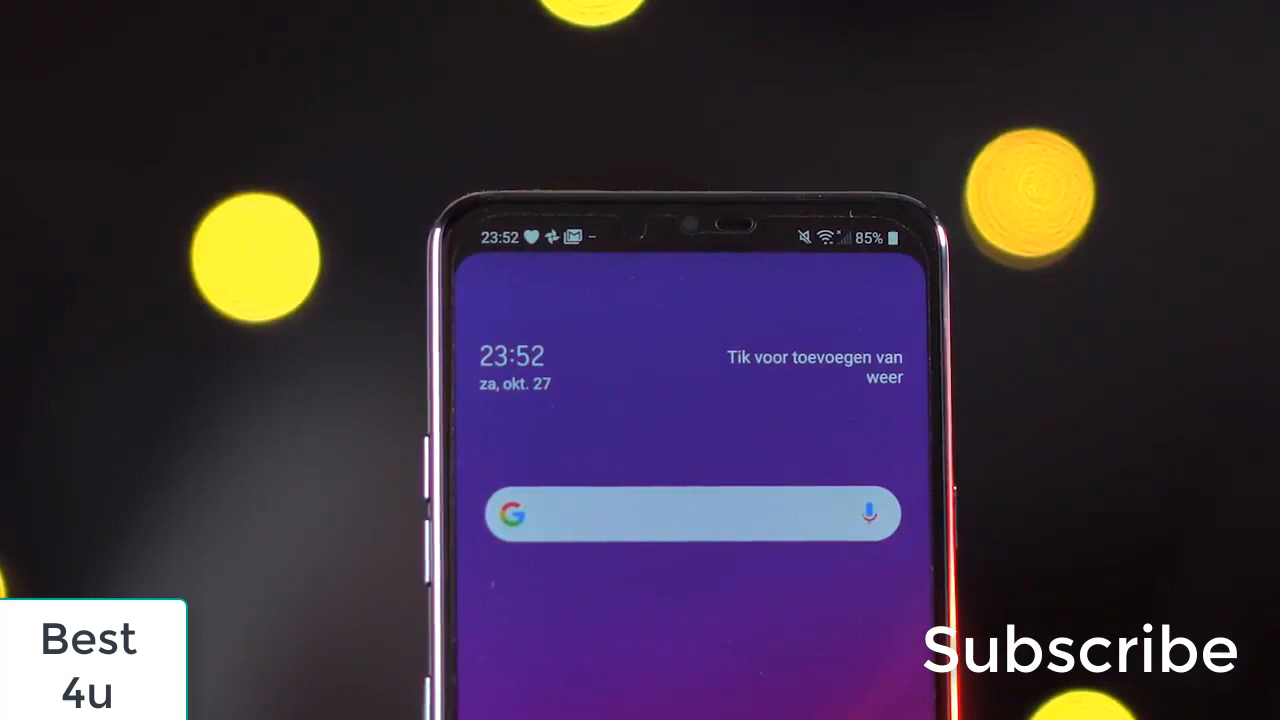 23:52
85%
23:52
za, okt. 27
Tik voor toevoegen van
weer
Best
4u
Subscribe